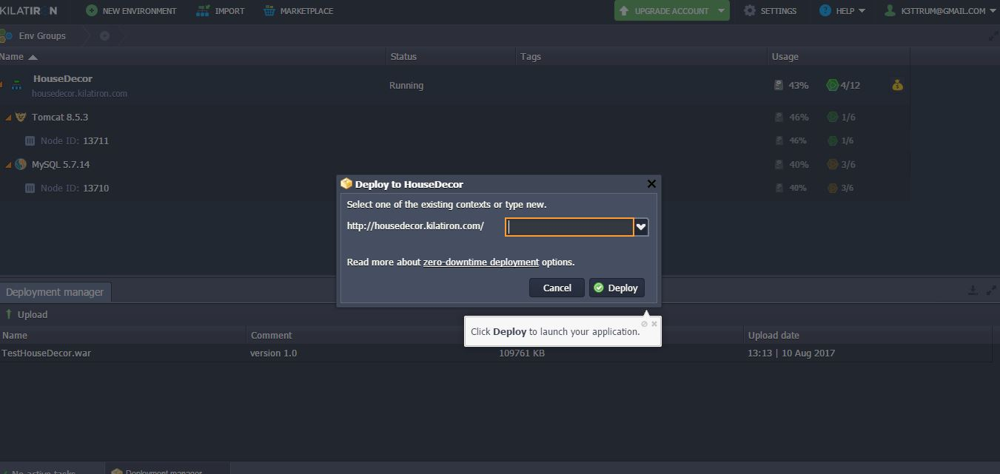 KILATIRON NEW ENVIRONMENT IMPORT MARKETPLACE UPGRADE ACCOUNT SETTINGS HELP K3TTRUM@GMAIL.COM
Env Groups
Name Status Tags Usage
HouseDecor
housedecor.kilatiron.com
Running 43% 4/12
Tomcat 8.5.3 46% 1/6
Node ID: 13711 46% 1/6
MySQL 5.7.14 40% 3/6
Node ID: 13710 40% 3/6
Deploy to HouseDecor
Select one of the existing contexts or type new.
http://housedecor.kilatiron.com/
Read more about zero-downtime deployment options.
Cancel Deploy
Click Deploy to launch your application.
Deployment manager
Upload
Name Comment Upload date
TestHouseDecor.war version 1.0 109761 KB 13:13 | 10 Aug 2017
No active tasks Deployment manager